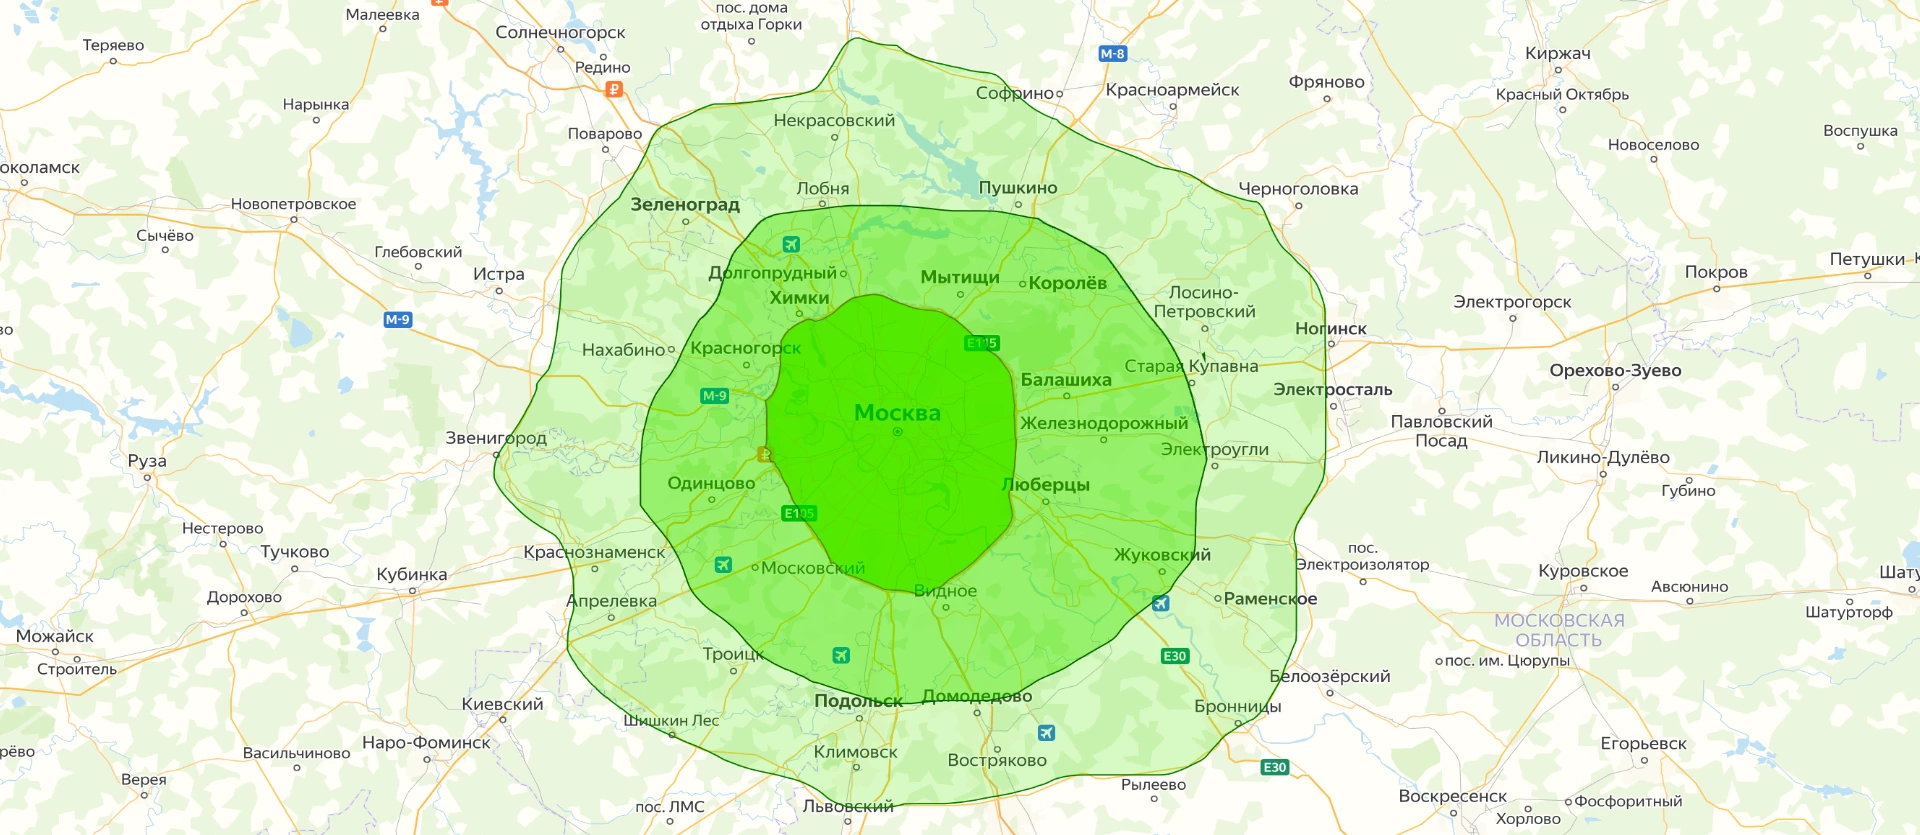 Малеевка
пос. дома
отдыха Горки
Солнечногорск
Теряево
M-8
Киржач
Редино
₽
Софрино
Красноармейск
Фряново
Красный Октябрь
Нарынка
Некрасовский
Поварово
Воспушка
Новоселово
околамск
Лобня
Пушкино
Черноголовка
Новопетровское
Зеленоград
Сычёво
Глебовский
Истра
Долгопрудный
Мытищи
Королёв
Покров
Петушки
Химки
Лосино-
Петровский
Электрогорск
M-9
во
Ногинск
Нахабино
Красногорск
E115
Старая Купавна
Балашиха
Орехово-Зуево
M-9
Электросталь
Москва
Железнодорожный
Павловский
Посад
Звенигород
Электроугли
Руза
₽
Ликино-Дулёво
Одинцово
Люберцы
Губино
E105
Нестерово
Тучково
Краснознаменск
Жуковский
пос.
Электроизолятор
Кубинка
Московский
Куровское
Шату
Авсюнино
Дорохово
Апрелевка
Видное
Раменское
Шатурторф
МОСКОВСКАЯ
ОБЛАСТЬ
Можайск
Строитель
Троицк
E30
пос. им. Цюрупы
Белоозёрский
Киевский
Подольск
Домодедово
Бронницы
Шишкин Лес
рёво
Васильчиново
Наро-Фоминск
Климовск
Востряково
Егорьевск
E30
Верея
Рылеево
пос. ЛМС
Львовский
Воскресенск
Фосфоритный
Хорлово